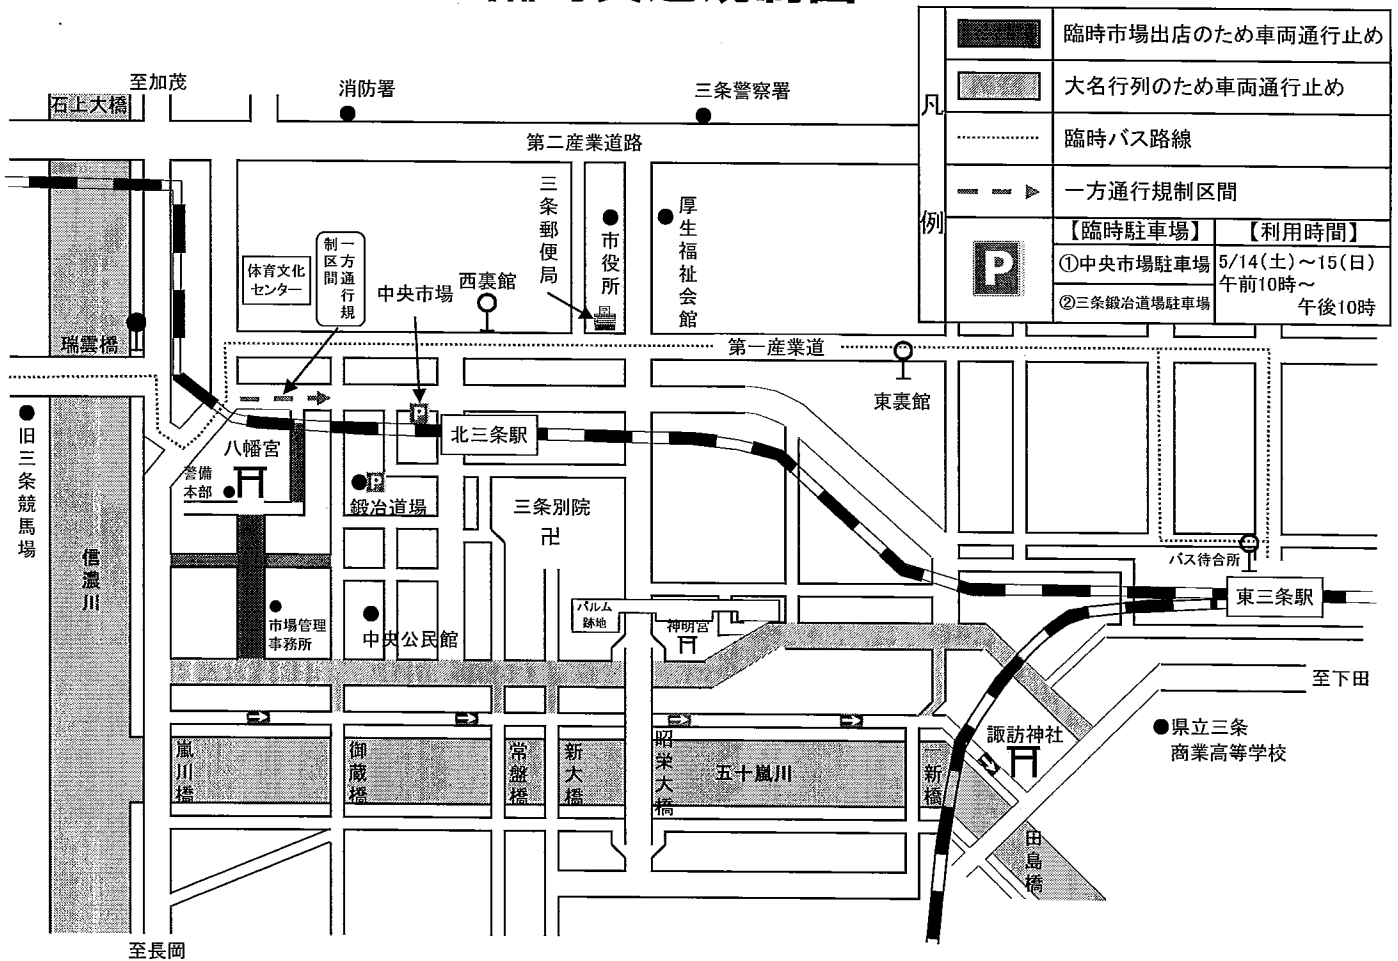 凡例
臨時市場出店のため車両通行止め
大名行列のため車両通行止め
臨時バス路線
一方通行規制区間
P
【臨時駐車場】
【利用時間】
①中央市場駐車場
②三条鍛冶道場駐車場
5/14(土)～15(日)
午前10時～
午後10時
至加茂
石上大橋
消防署
三条警察署
第二産業道路
三条郵便局
市役所
厚生福祉会館
体育文化
センター
一方通行規
制区間
中央市場
西裏館
瑞雲橋
第一産業道
東裏館
旧三条競馬場
八幡宮
警備
本部
P
北三条駅
P
鍛冶道場
三条別院
卍
信濃川
バス待合所
東三条駅
市場管理
事務所
中央公民館
パルム
跡地
神明宮
至下田
県立三条
商業高等学校
諏訪神社
嵐川橋
御蔵橋
常盤橋
新大橋
昭栄大橋
五十嵐川
新橋
田島橋
至長岡